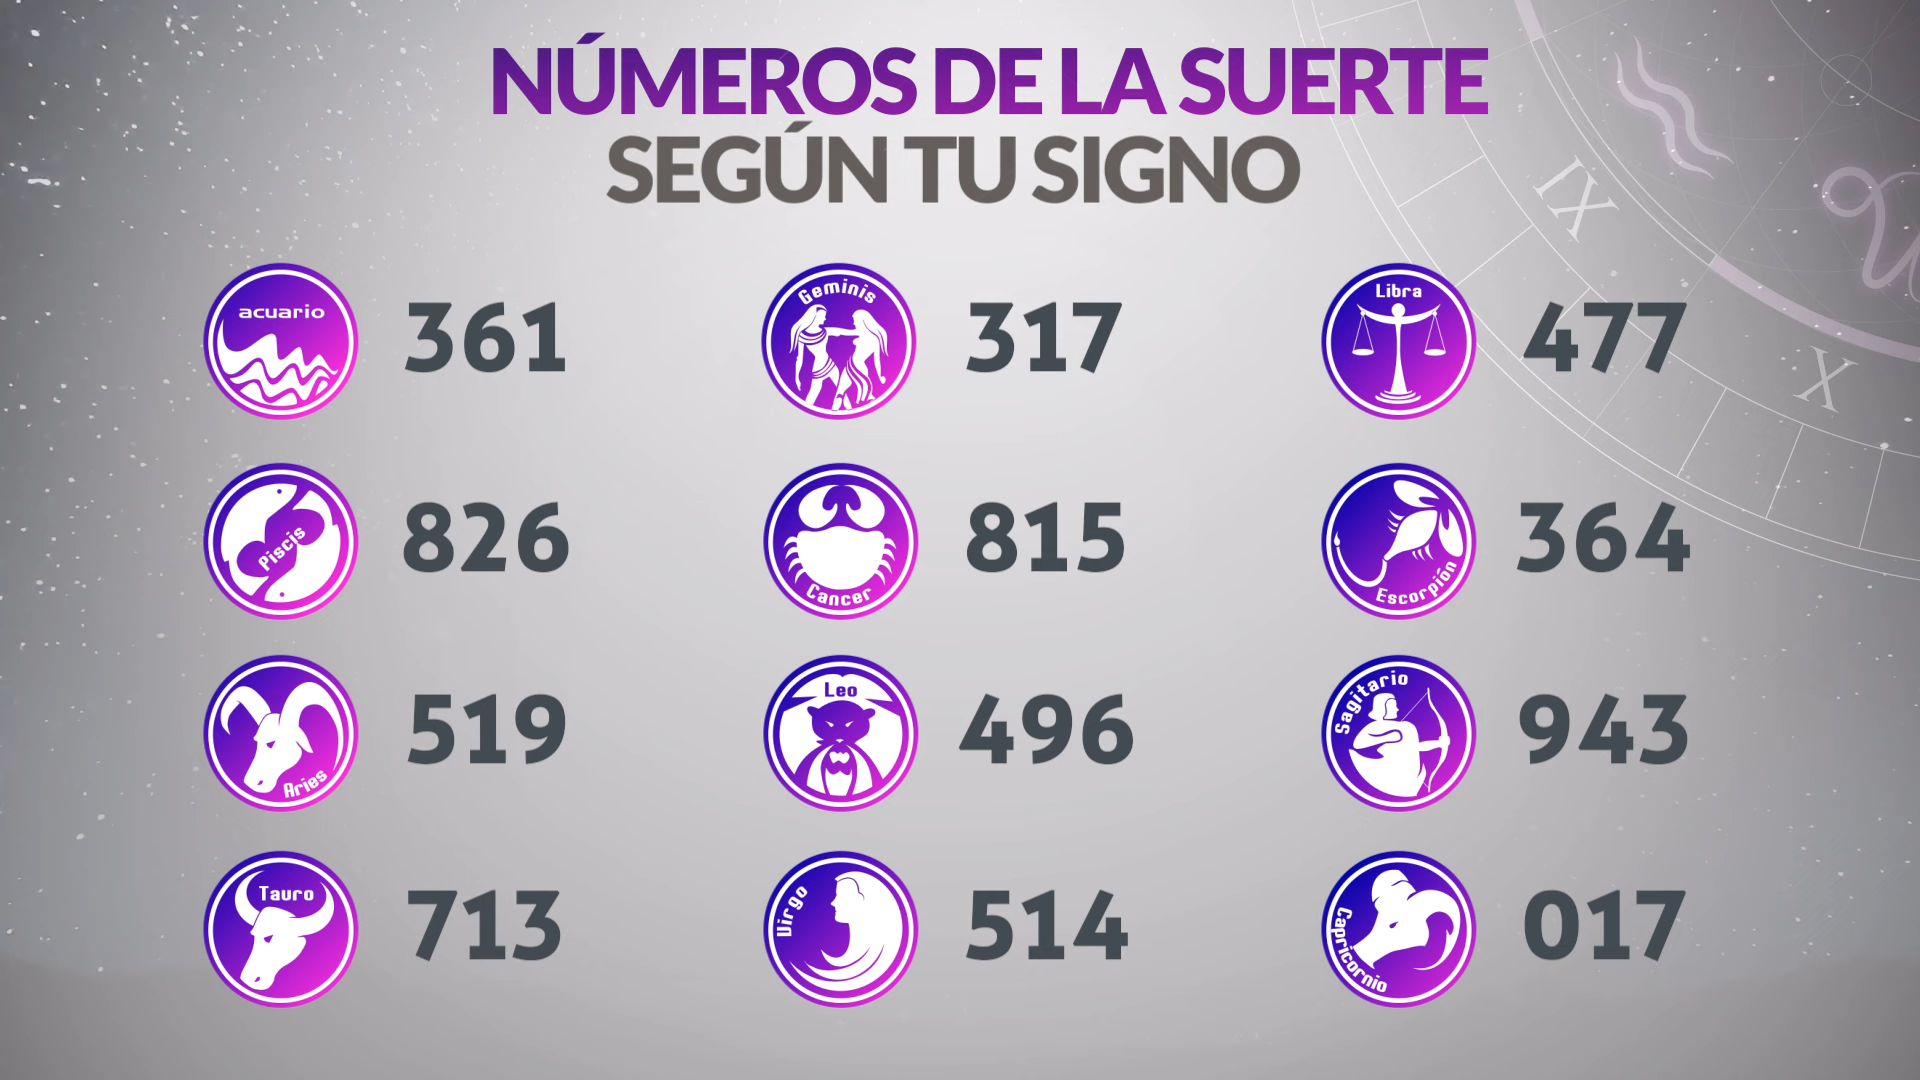 NÚMEROS DE LA SUERTE
SEGÚN TU SIGNO
acuario 361
Geminis 317
Libra 477
Piscis 826
Cancer 815
Escorpión 364
Aries 519
Leo 496
Sagitario 943
Tauro 713
Virgo 514
Capricornio 017
IX
X